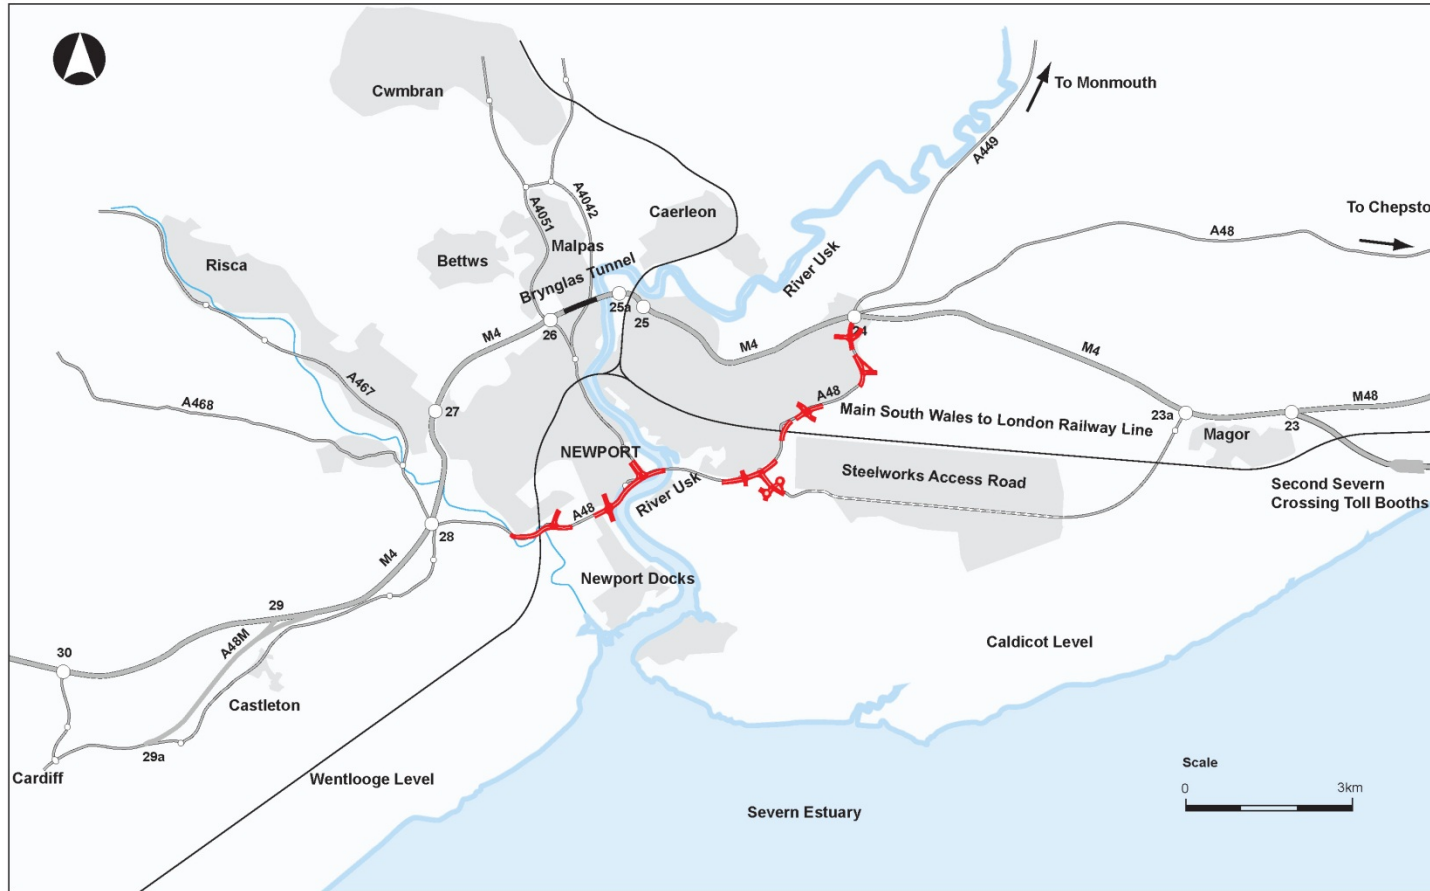 Cwmbran
To Monmouth
A449
A4051
A4042
Caerleon
To Chepsto
A48
Malpas
Bettws
Risca
Brynglas Tunnel
River Usk
25a
25
26
24
M4
M4
M4
A467
A468
27
A48
Main South Wales to London Railway Line
M48
23a
23
Magor
NEWPORT
Steelworks Access Road
River Usk
Second Severn
Crossing Toll Booths
A48
28
M4
Newport Docks
29
A48M
Caldicot Level
30
Castleton
29a
Cardiff
Wentlooge Level
Scale
0
3km
Severn Estuary